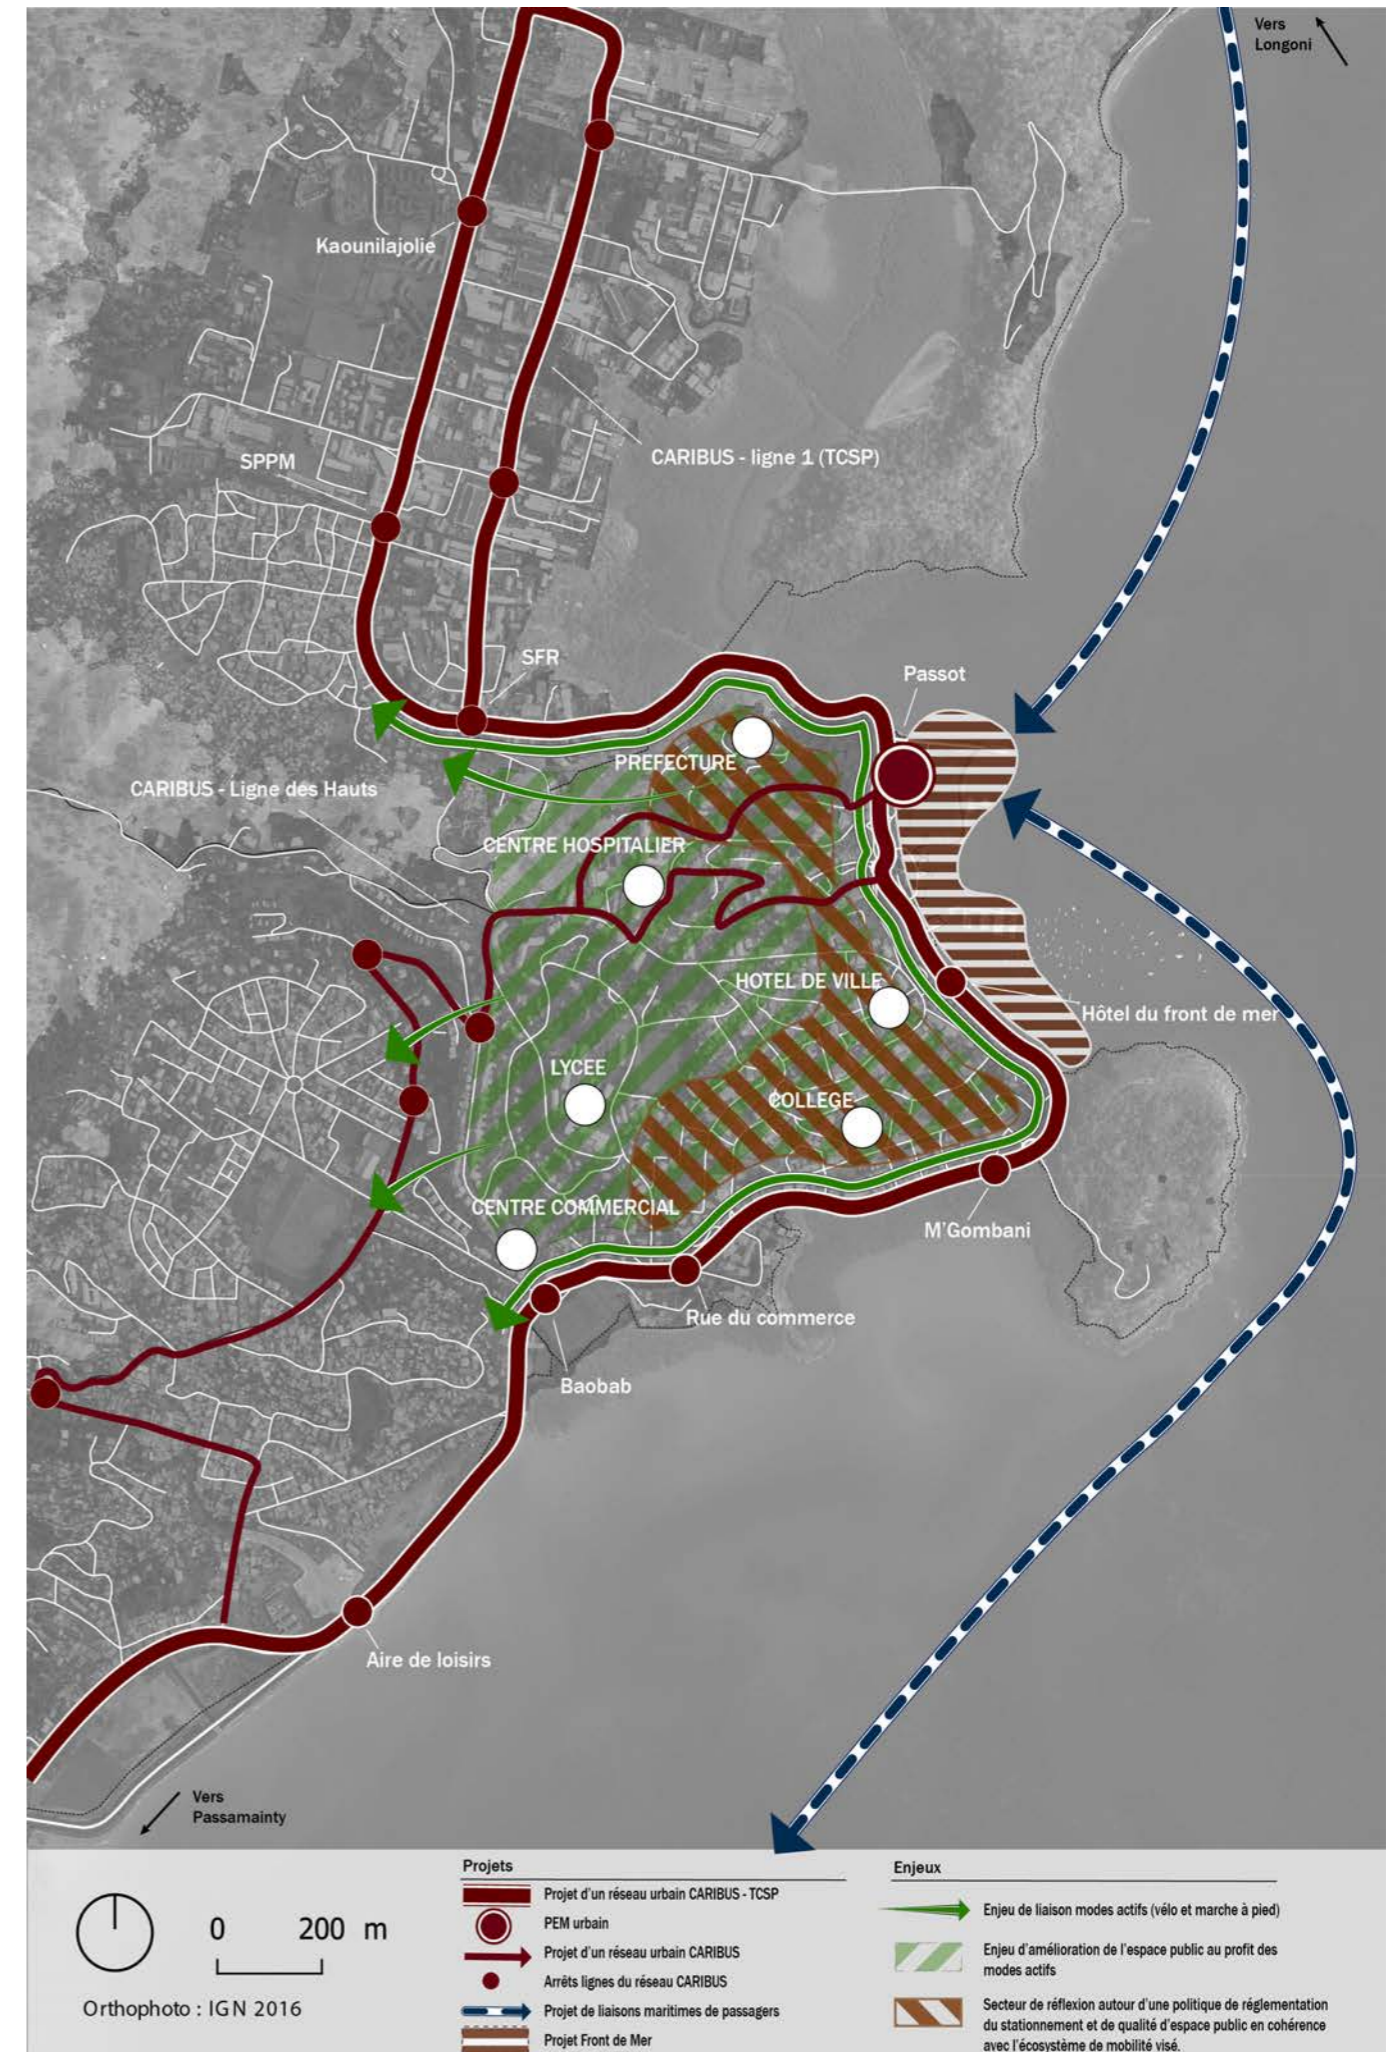 Vers
Longoni
Kaounilajolie
CARIBUS - ligne 1 (TCSP)
SPPM
SFR
Passot
PREFECTURE
CARIBUS - Ligne des Hauts
CENTRE HOSPITALIER
HOTEL DE VILLE
Hôtel du front de mer
LYCEE
COLLEGE
CENTRE COMMERCIAL
M'Gombani
Rue du commerce
Baobab
Aire de loisirs
Vers
Passamainty
0 200 m
Orthophoto : IGN 2016
Projets
Projet d'un réseau urbain CARIBUS - TCSP
PEM urbain
Projet d'un réseau urbain CARIBUS
Arrêts lignes du réseau CARIBUS
Projet de liaisons maritimes de passagers
Projet Front de Mer
Enjeux
Enjeu de liaison modes actifs (vélo et marche à pied)
Enjeu d'amélioration de l'espace public au profit des
modes actifs
Secteur de réflexion autour d'une politique de réglementation
du stationnement et de qualité d'espace public en cohérence
avec l'écosystème de mobilité visé.